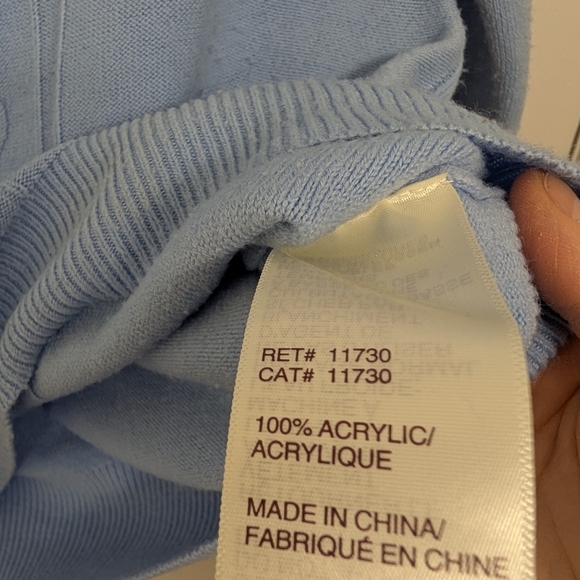 RET# 11730
CAT# 11730
100% ACRYLIC/
ACRYLIQUE
MADE IN CHINA/
FABRIQUÉ EN CHINE